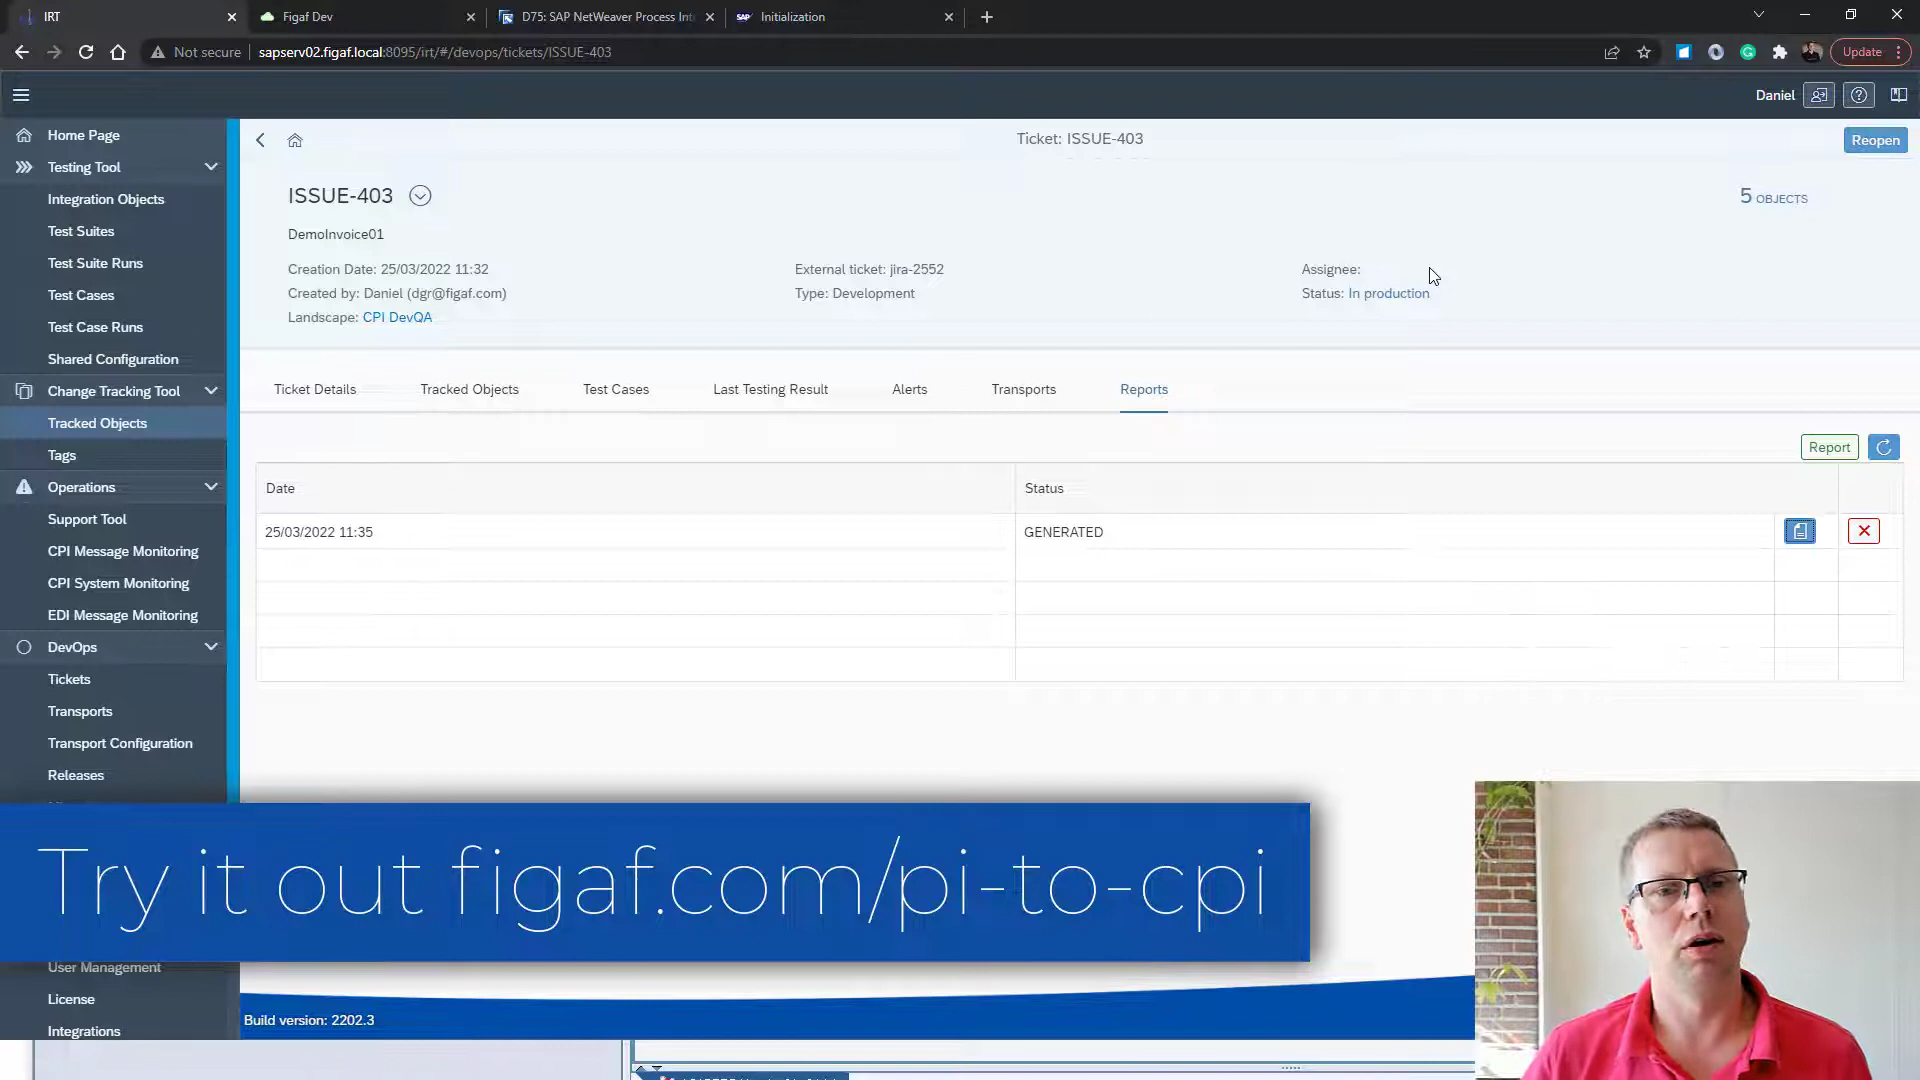 IRT
Figaf Dev
D75: SAP NetWeaver Process Int
SAP Initialization
Not secure
sapserv02.figaf.local:8095/irt/#/devops/tickets/ISSUE-403
Update
Daniel
Home Page
Testing Tool
Integration Objects
Test Suites
Test Suite Runs
Test Cases
Test Case Runs
Shared Configuration
Change Tracking Tool
Tracked Objects
Tags
Operations
Support Tool
CPI Message Monitoring
CPI System Monitoring
EDI Message Monitoring
DevOps
Tickets
Transports
Transport Configuration
Releases
User Management
License
Integrations
Ticket: ISSUE-403
Reopen
ISSUE-403
5 OBJECTS
DemoInvoice01
Creation Date: 25/03/2022 11:32
External ticket: jira-2552
Assignee:
Created by: Daniel (dgr@figaf.com)
Type: Development
Status: In production
Landscape: CPI DevQA
Ticket Details
Tracked Objects
Test Cases
Last Testing Result
Alerts
Transports
Reports
Report
Date
Status
25/03/2022 11:35
GENERATED
Try it out figaf.com/pi-to-cpi
Build version: 2202.3